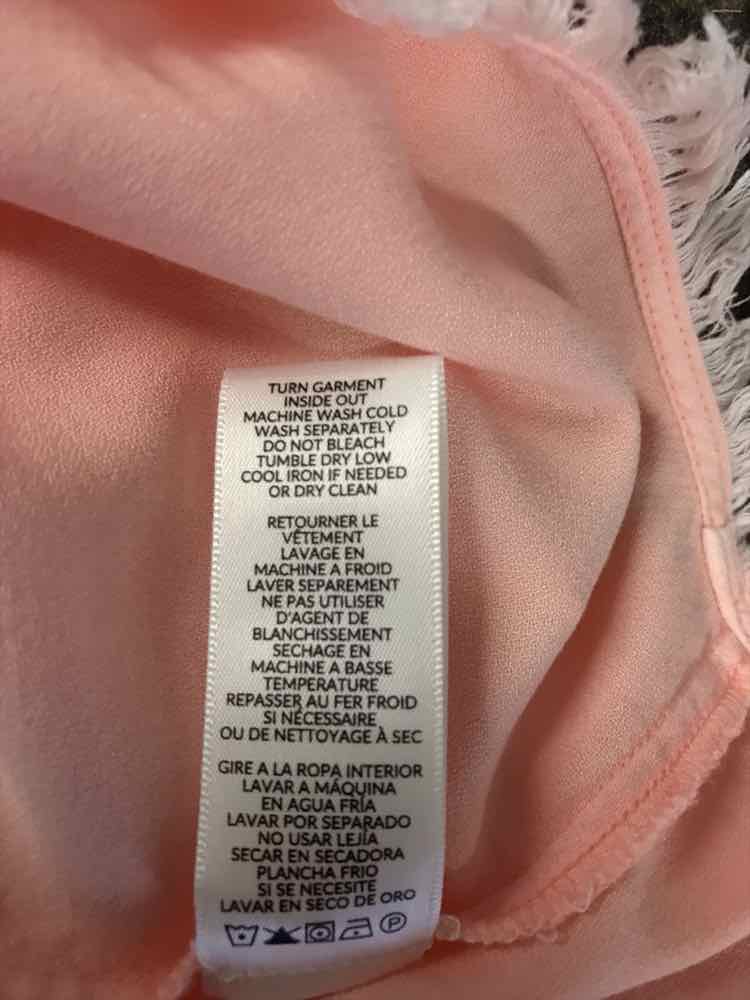 TURN GARMENT
INSIDE OUT
MACHINE WASH COLD
WASH SEPARATELY
DO NOT BLEACH
TUMBLE DRY LOW
COOL IRON IF NEEDED
OR DRY CLEAN
RETOURNER LE
VÊTEMENT
LAVAGE EN
MACHINE A FROID
LAVER SEPAREMENT
NE PAS UTILISER
D'AGENT DE
BLANCHISSEMENT
SECHAGE EN
MACHINE A BASSE
TEMPERATURE
REPASSER AU FER FROID
SI NÉCESSAIRE
OU DE NETTOYAGE À SEC
GIRE A LA ROPA INTERIOR
LAVAR A MÁQUINA
EN AGUA FRÍA
LAVAR POR SEPARADO
NO USAR LEJÍA
SECAR EN SECADORA
PLANCHA FRIO
SI SE NECESITE
LAVAR EN SECO DE ORO
P